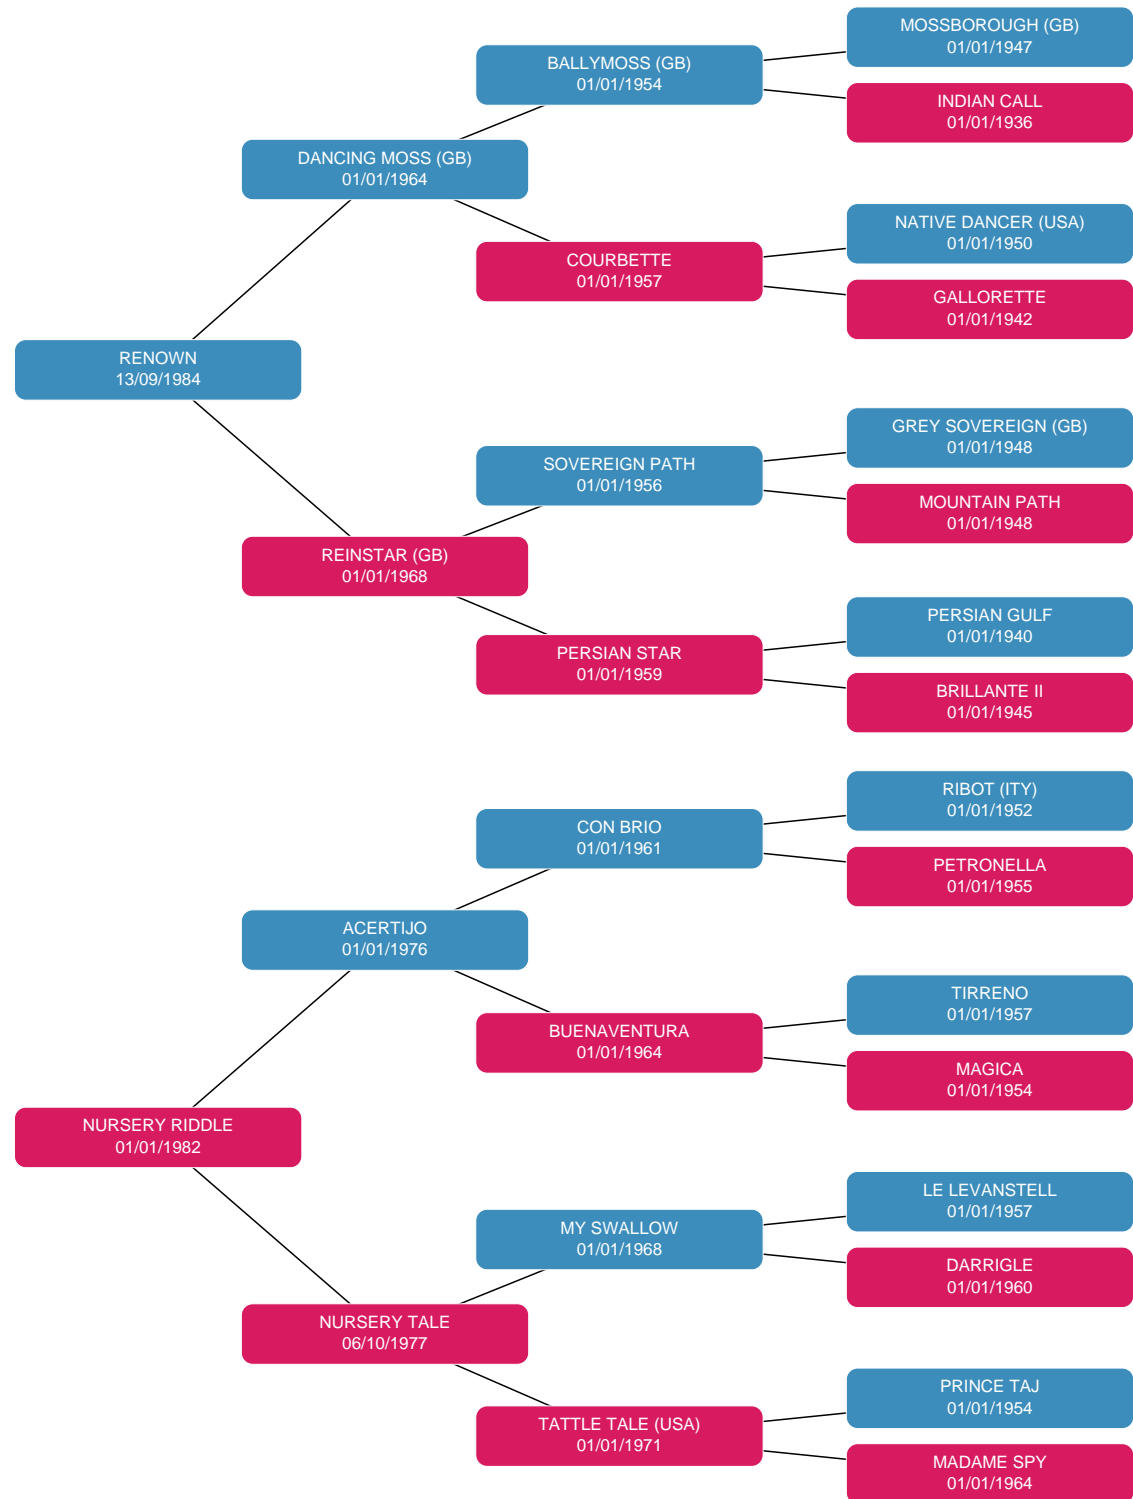 MOSSBOROUGH (GB)
01/01/1947
BALLYMOSS (GB)
01/01/1954
INDIAN CALL
01/01/1936
DANCING MOSS (GB)
01/01/1964
NATIVE DANCER (USA)
01/01/1950
COURBETTE
01/01/1957
GALLORETTE
01/01/1942
RENOWN
13/09/1984
GREY SOVEREIGN (GB)
01/01/1948
SOVEREIGN PATH
01/01/1956
MOUNTAIN PATH
01/01/1948
REINSTAR (GB)
01/01/1968
PERSIAN GULF
01/01/1940
PERSIAN STAR
01/01/1959
BRILLANTE II
01/01/1945
RIBOT (ITY)
01/01/1952
CON BRIO
01/01/1961
PETRONELLA
01/01/1955
ACERTIJO
01/01/1976
TIRRENO
01/01/1957
BUENAVENTURA
01/01/1964
MAGICA
01/01/1954
NURSERY RIDDLE
01/01/1982
LE LEVANSTELL
01/01/1957
MY SWALLOW
01/01/1968
DARRIGLE
01/01/1960
NURSERY TALE
06/10/1977
PRINCE TAJ
01/01/1954
TATTLE TALE (USA)
01/01/1971
MADAME SPY
01/01/1964